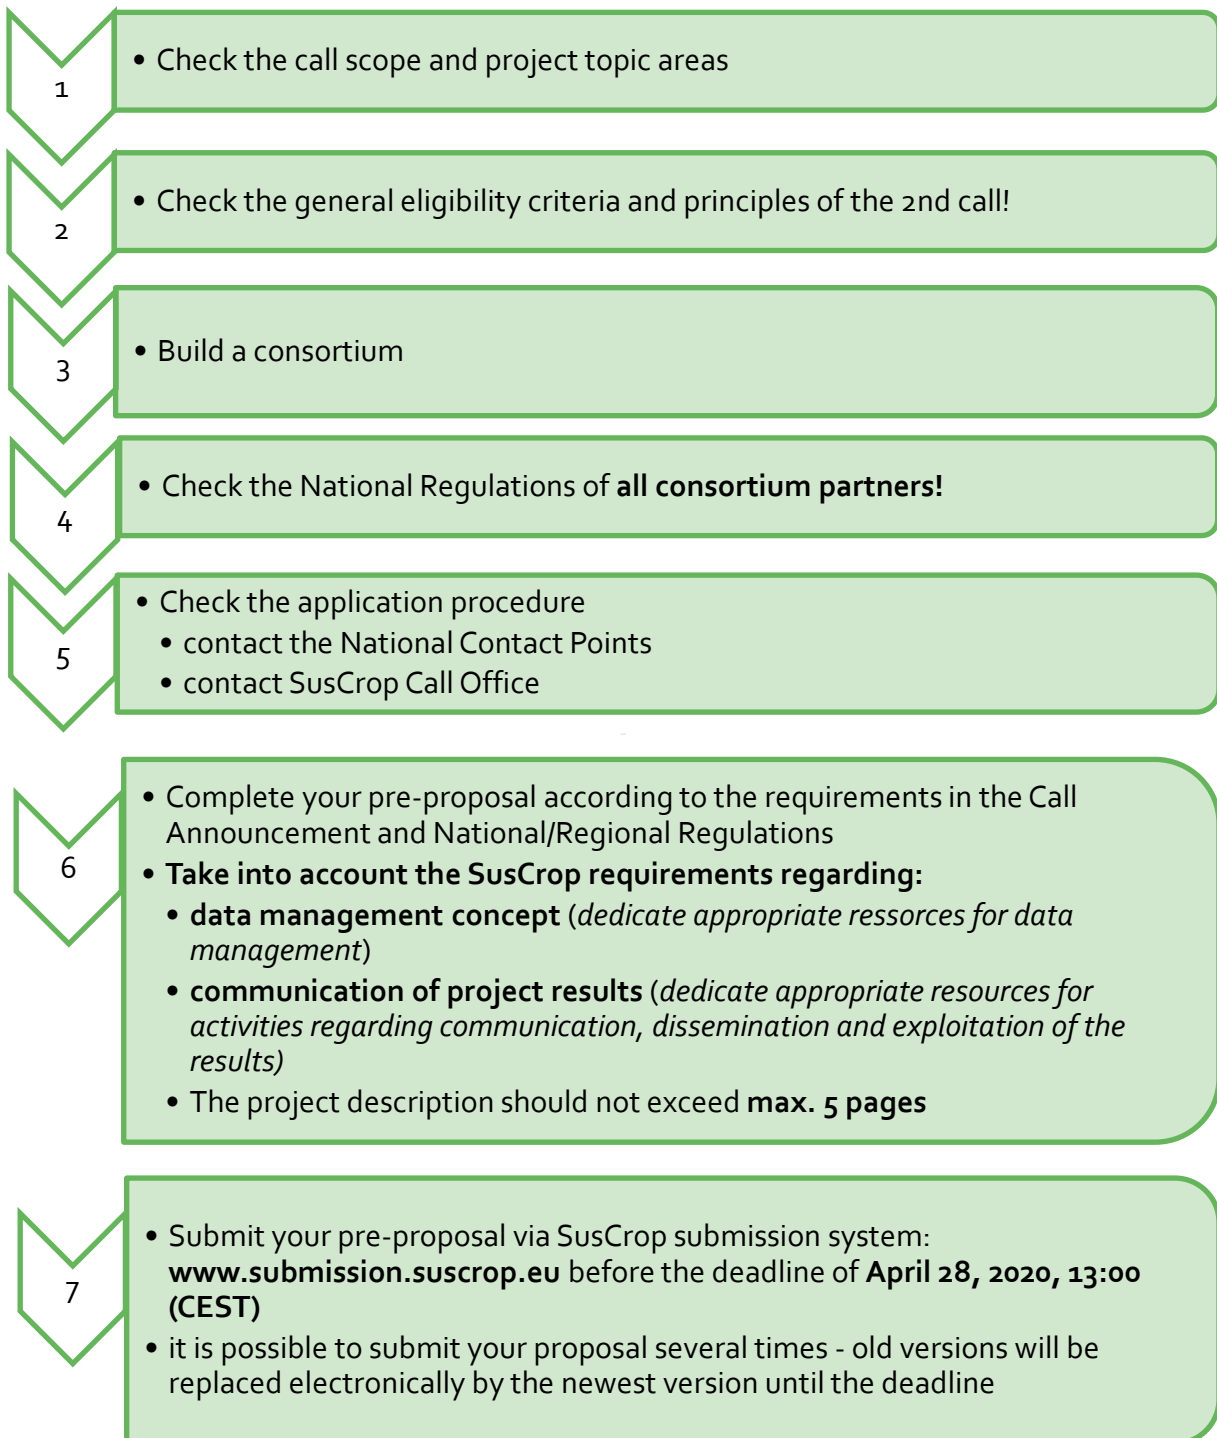 1
• Check the call scope and project topic areas
2
• Check the general eligibility criteria and principles of the 2nd call!
3
• Build a consortium
4
• Check the National Regulations of all consortium partners!
5
• Check the application procedure
• contact the National Contact Points
• contact SusCrop Call Office
6
• Complete your pre-proposal according to the requirements in the Call
Announcement and National/Regional Regulations
• Take into account the SusCrop requirements regarding:
• data management concept (dedicate appropriate ressorces for data
management)
• communication of project results (dedicate appropriate resources for
activities regarding communication, dissemination and exploitation of the
results)
• The project description should not exceed max. 5 pages
7
• Submit your pre-proposal via SusCrop submission system:
www.submission.suscrop.eu before the deadline of April 28, 2020, 13:00
(CEST)
• it is possible to submit your proposal several times - old versions will be
replaced electronically by the newest version until the deadline